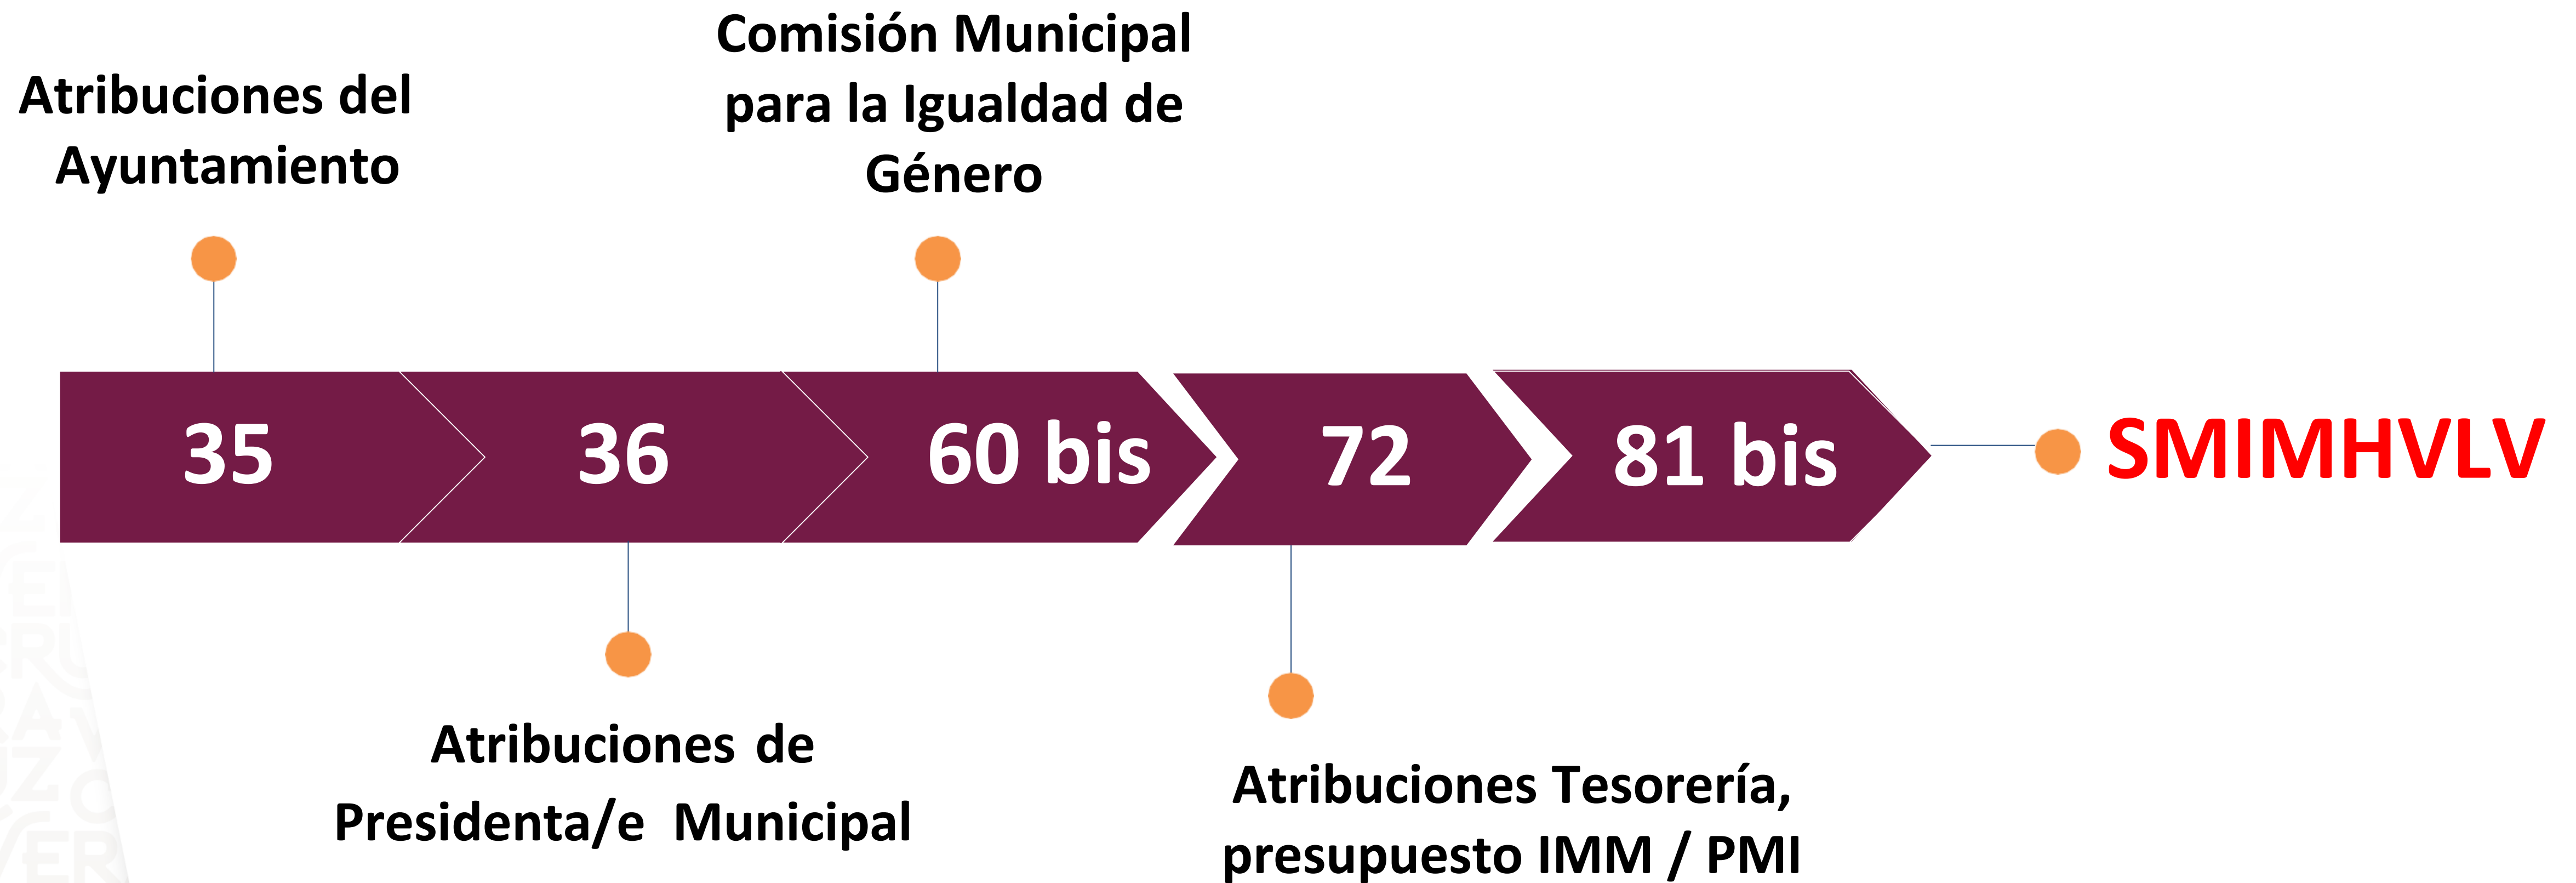 Atribuciones del
Ayuntamiento
Comisión Municipal
para la Igualdad de
Género
35
36
60 bis
72
81 bis
SMIMHVLV
Atribuciones de
Presidenta/e Municipal
Atribuciones Tesorería,
presupuesto IMM / PMI